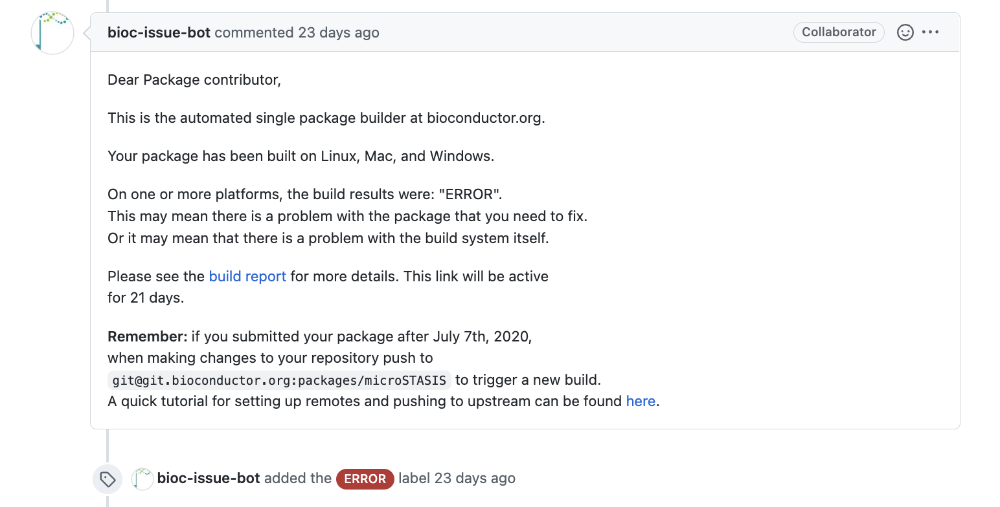 bioc-issue-bot commented 23 days ago Collaborator
Dear Package contributor,
This is the automated single package builder at bioconductor.org.
Your package has been built on Linux, Mac, and Windows.
On one or more platforms, the build results were: "ERROR".
This may mean there is a problem with the package that you need to fix.
Or it may mean that there is a problem with the build system itself.
Please see the build report for more details. This link will be active
for 21 days.
Remember: if you submitted your package after July 7th, 2020,
when making changes to your repository push to
git@git.bioconductor.org:packages/microSTASIS to trigger a new build.
A quick tutorial for setting up remotes and pushing to upstream can be found here.
bioc-issue-bot added the ERROR label 23 days ago